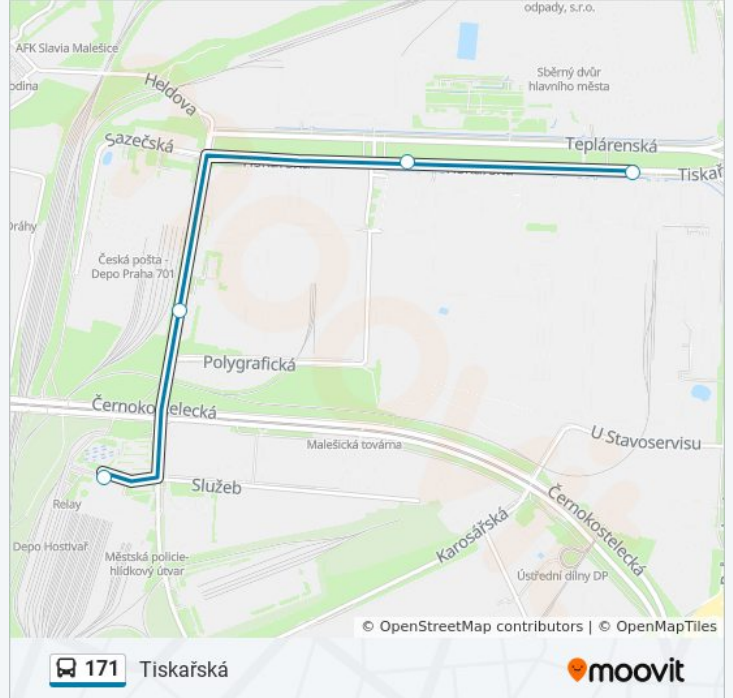 odpady, s.r.o.
AFK Slavia Malešice
odina
Heldova
Sběrný dvůr
hlavního města
Sazečská
Teplárenská
Tiskař
Dráhy
Česká pošta -
Depo Praha 701
Polygrafická
Černokostelecká
Malešická továrna
U Stavoservisu
Služeb
Relay
Černokostelecká
Karosářská
Depo Hostivař
Městská policie-
hlídkový útvar
Ústřední dílny DP
© OpenStreetMap contributors | © OpenMapTiles
171 Tiskařská
moovit